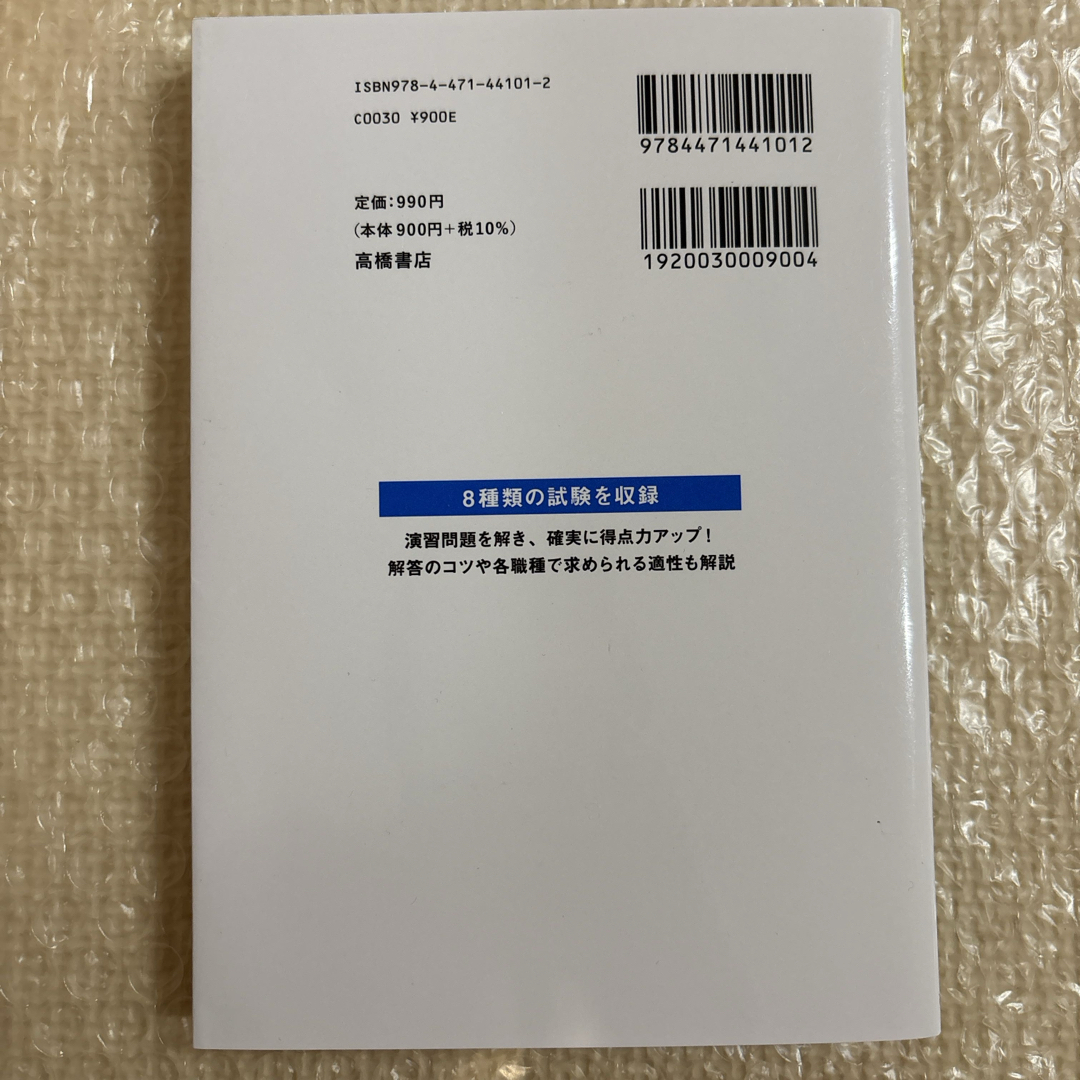 ISBN978-4-471-44101-2
C0030 ¥900E
9784471441012
定価:990円
(本体900円+税10%)
高橋書店
1920030009004
8種類の試験を収録
演習問題を解き、確実に得点力アップ!
解答のコツや各職種で求められる適性も解説